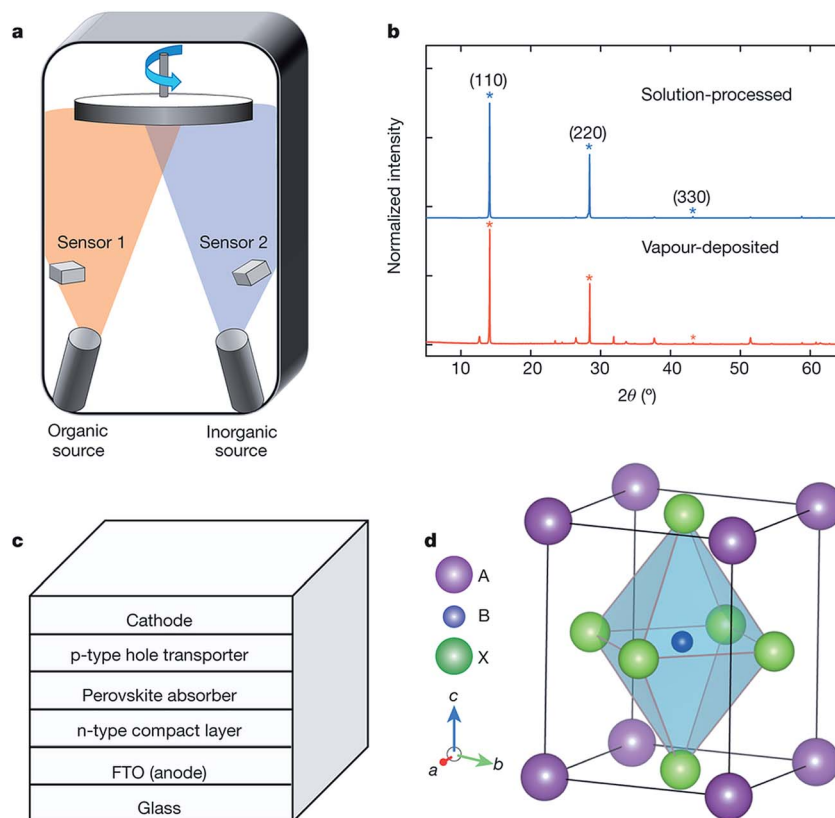 a
Sensor 1
Sensor 2
Organic
source
Inorganic
source
b
Normalized intensity
(110)
*
Solution-processed
(220)
*
(330)
*
Vapour-deposited
*
*
*
10
20
30
40
50
60
2θ (º)
c
Cathode
p-type hole transporter
Perovskite absorber
n-type compact layer
FTO (anode)
Glass
d
A
B
X
c
a
b